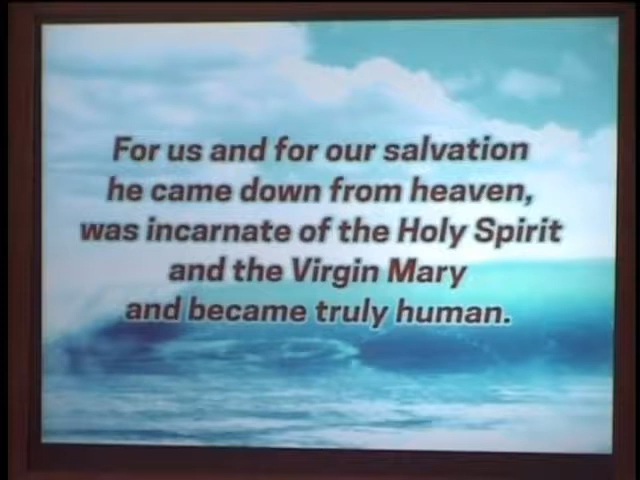 For us and for our salvation
he came down from heaven,
was incarnate of the Holy Spirit
and the Virgin Mary
and became truly human.